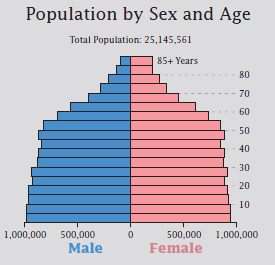 Population by Sex and Age
Total Population: 25,145,561
85+ Years
80
70
60
50
40
30
20
10
1,000,000 500,000 0 500,000 1,000,000
Male Female